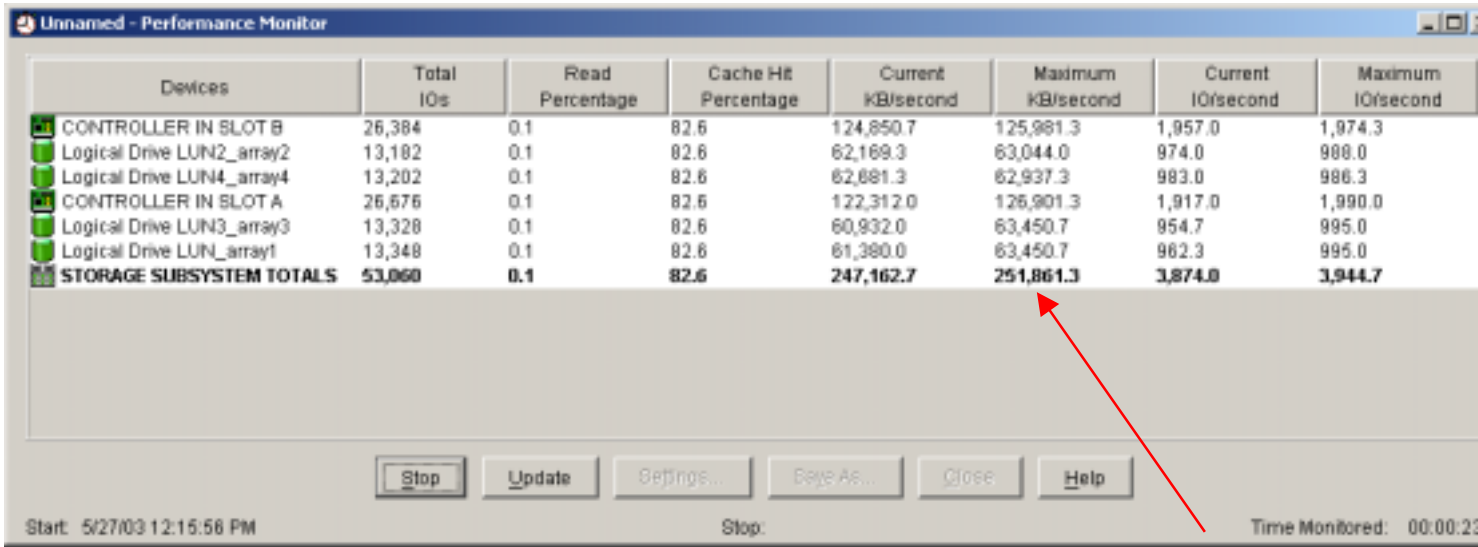 Unnamed - Performance Monitor
Devices Total IOs Read Percentage Cache Hit Percentage Current KB/second Maximum KB/second Current IO/second Maximum IO/second
CONTROLLER IN SLOT B 26,384 0.1 82.6 124,850.7 125,981.3 1,957.0 1,974.3
Logical Drive LUN2_array2 13,182 0.1 82.6 62,169.3 63,044.0 974.0 988.0
Logical Drive LUN4_array4 13,202 0.1 82.6 62,681.3 62,937.3 983.0 986.3
CONTROLLER IN SLOT A 26,676 0.1 82.6 122,312.0 126,901.3 1,917.0 1,990.0
Logical Drive LUN3_array3 13,328 0.1 82.6 60,932.0 63,450.7 954.7 995.0
Logical Drive LUN_array1 13,348 0.1 82.6 61,380.0 63,450.7 962.3 995.0
STORAGE SUBSYSTEM TOTALS 53,060 0.1 82.6 247,162.7 251,861.3 3,874.0 3,944.7
Stop Update Settings... Save As... Close Help
Start: 5/27/03 12:15:56 PM Stop: Time Monitored: 00:00:23